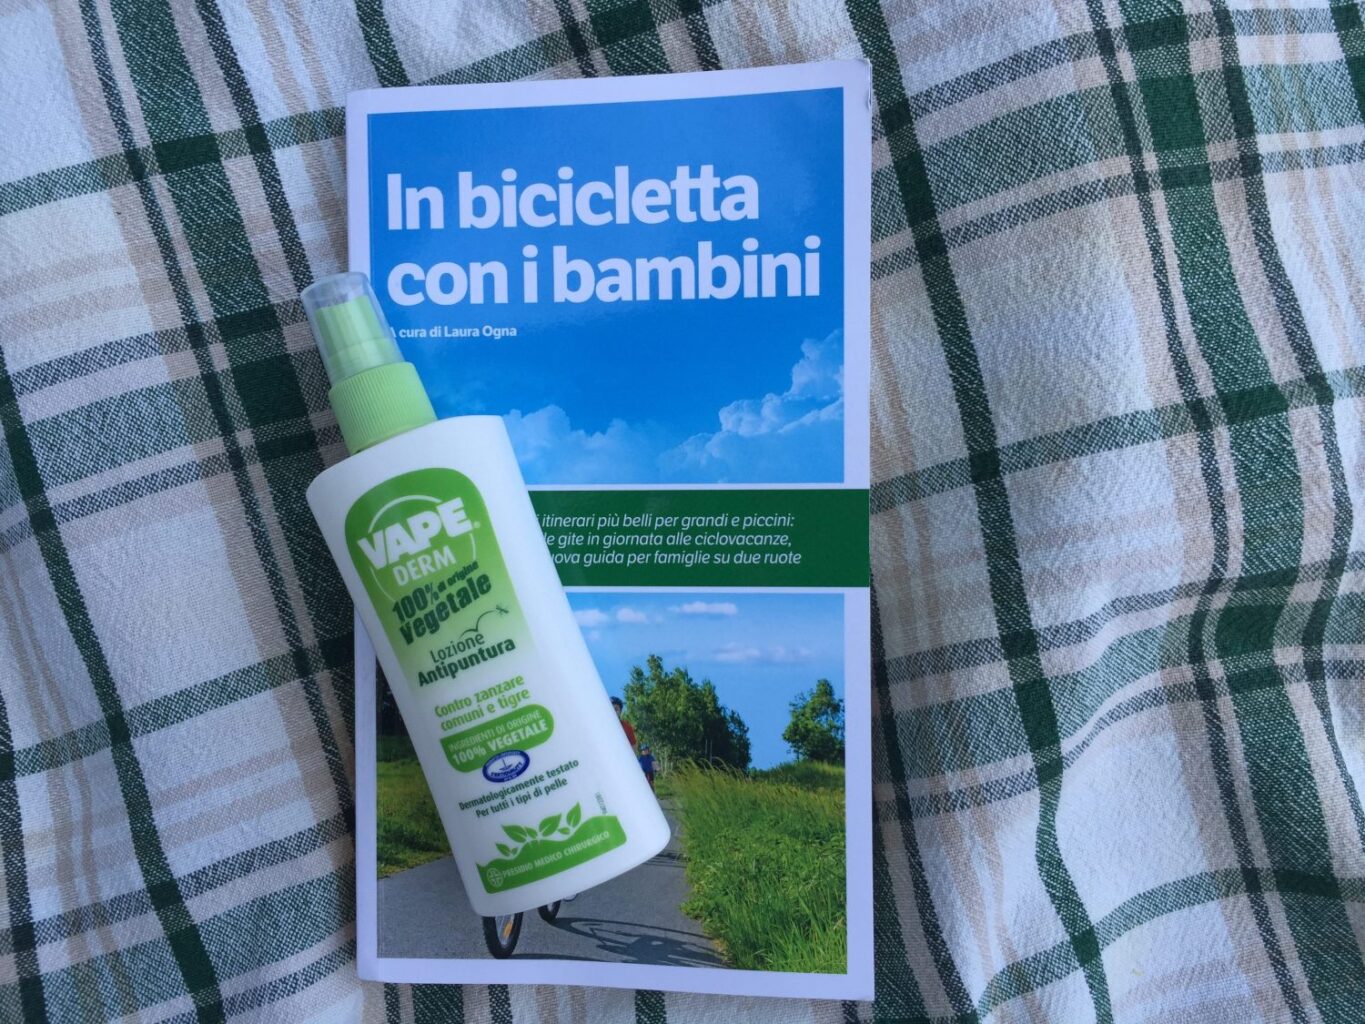 In bicicletta
con i bambini
A cura di Laura Ogna
itinerari più belli per grandi e piccini:
le gite in giornata alle ciclovacanze,
guida per famiglie su due ruote
VAPE®
DERM
100% di origine
Vegetale
Lozione
Antipuntura
Contro zanzare
comuni e tigre
INGREDIENTI DI ORIGINE
100% VEGETALE
Dermatologicamente testato
Per tutti i tipi di pelle
PRESIDIO MEDICO CHIRURGICO